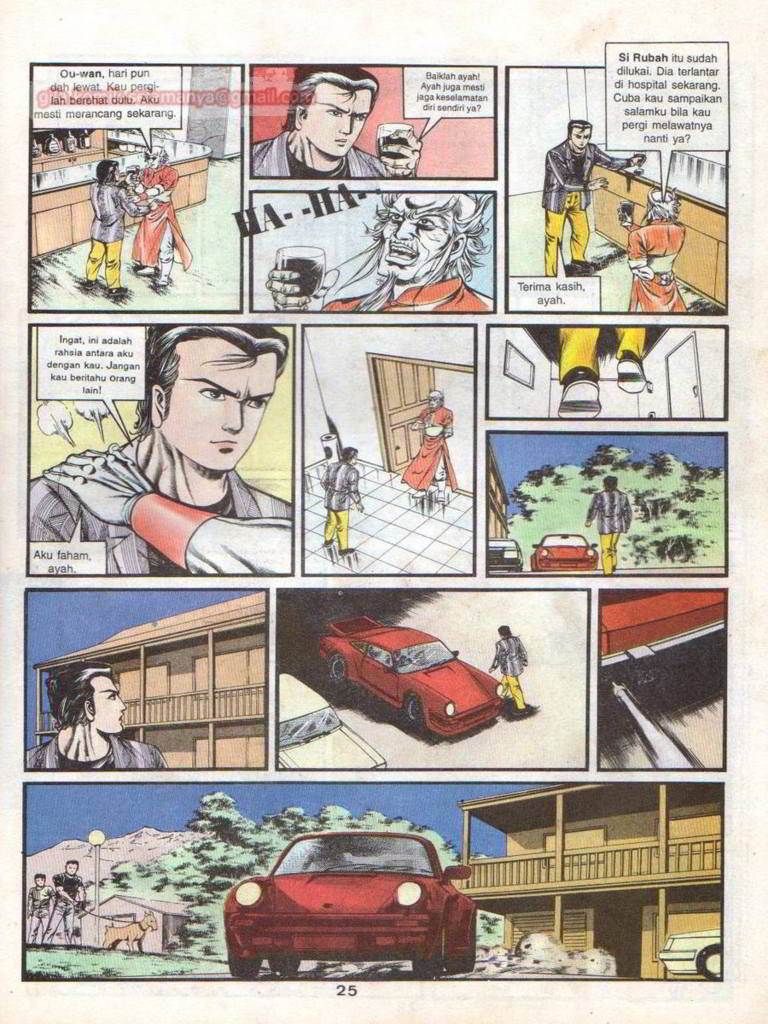 Ou-wan, hari pun
dah lewat. Kau pergi-
lah berehat dulu. Aku
mesti merancang sekarang.
Baiklah ayah!
Ayah juga mesti
jaga keselamatan
diri sendiri ya?
HA- -HA-
Si Rubah itu sudah
dilukai. Dia terlantar
di hospital sekarang.
Cuba kau sampaikan
salamku bila kau
pergi melawatnya
nanti ya?
Terima kasih,
ayah.
Ingat, ini adalah
rahsia antara aku
dengan kau. Jangan
kau beritahu orang
lain!
Aku faham,
ayah.
25